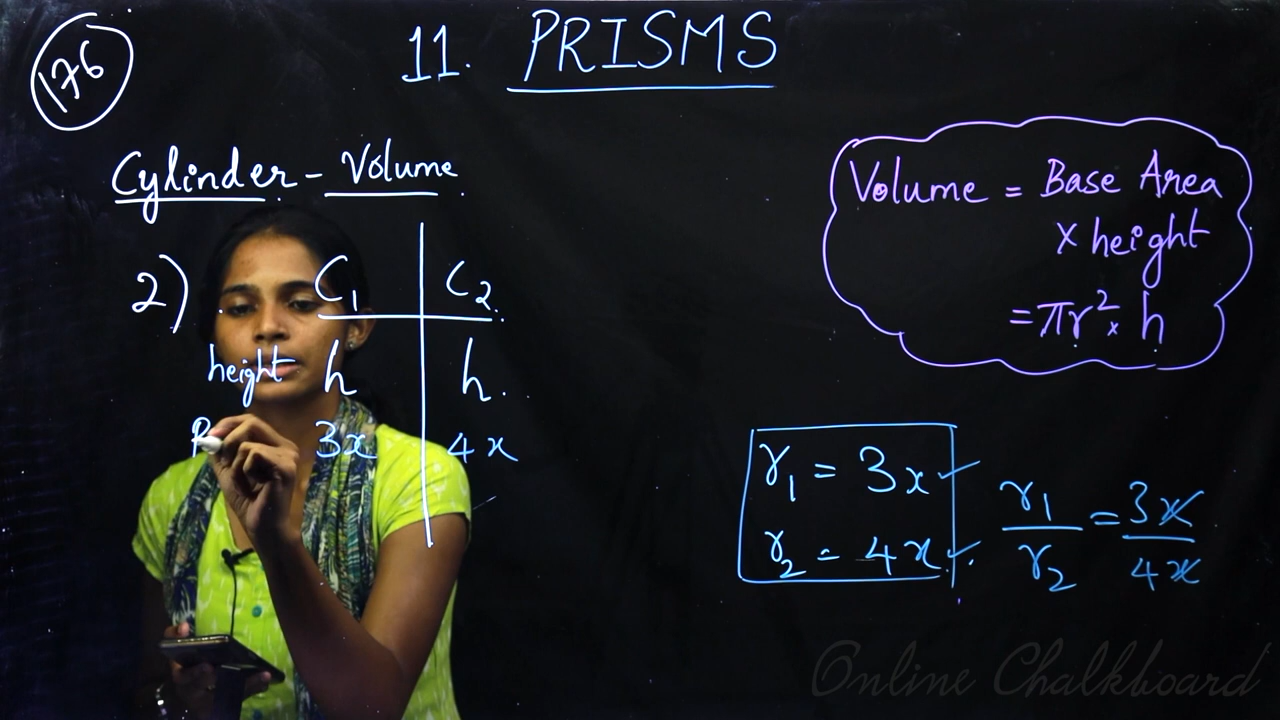 176
11. PRISMS
Cylinder - Volume
2) C₁ C₂
height h h.
3x 4x
Volume = Base Area
× height
= πr² × h
r₁ = 3x
r₂ = 4x
r₁/r₂ = 3x/4x
Online Chalkboard